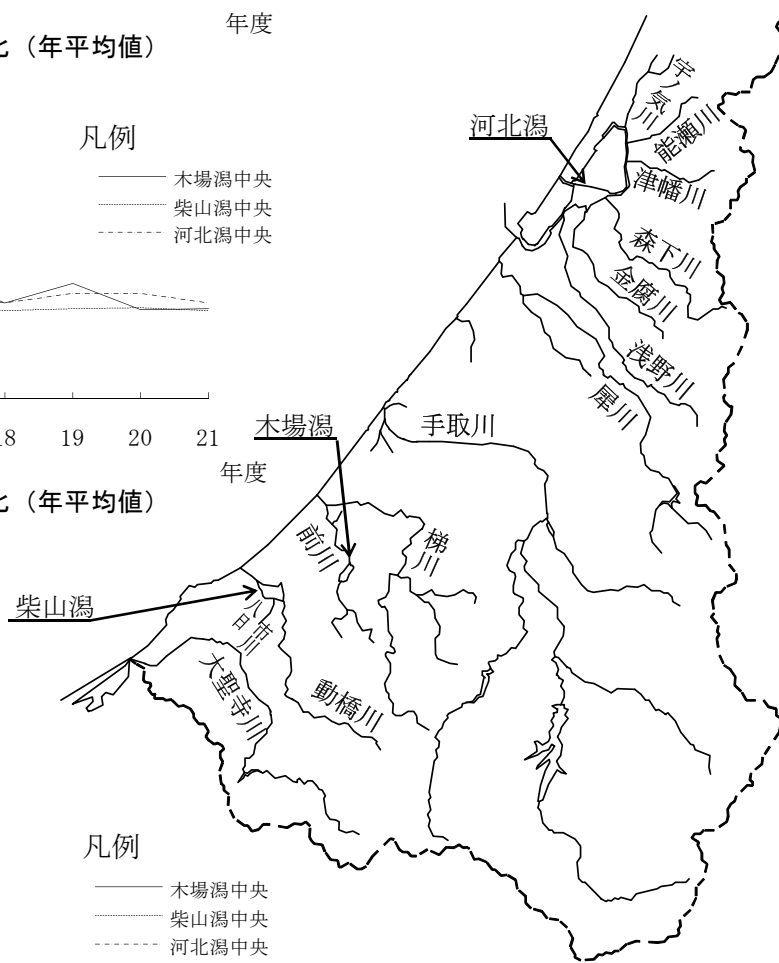 年度
（年平均値）
凡例
木場潟中央
柴山潟中央
河北潟中央
18 19 20 21
年度
（年平均値）
凡例
木場潟中央
柴山潟中央
河北潟中央
宇ノ気川
河北潟
能瀬川
津幡川
森下川
金腐川
浅野川
犀川
手取川
木場潟
前川
梯川
柴山潟
八日市川
大聖寺川
動橋川